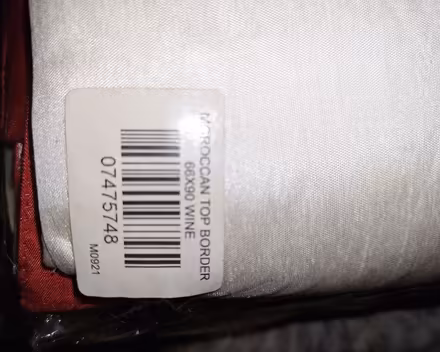 MOROCCAN TOP BORDER
66X90 WINE
07475748
M0921